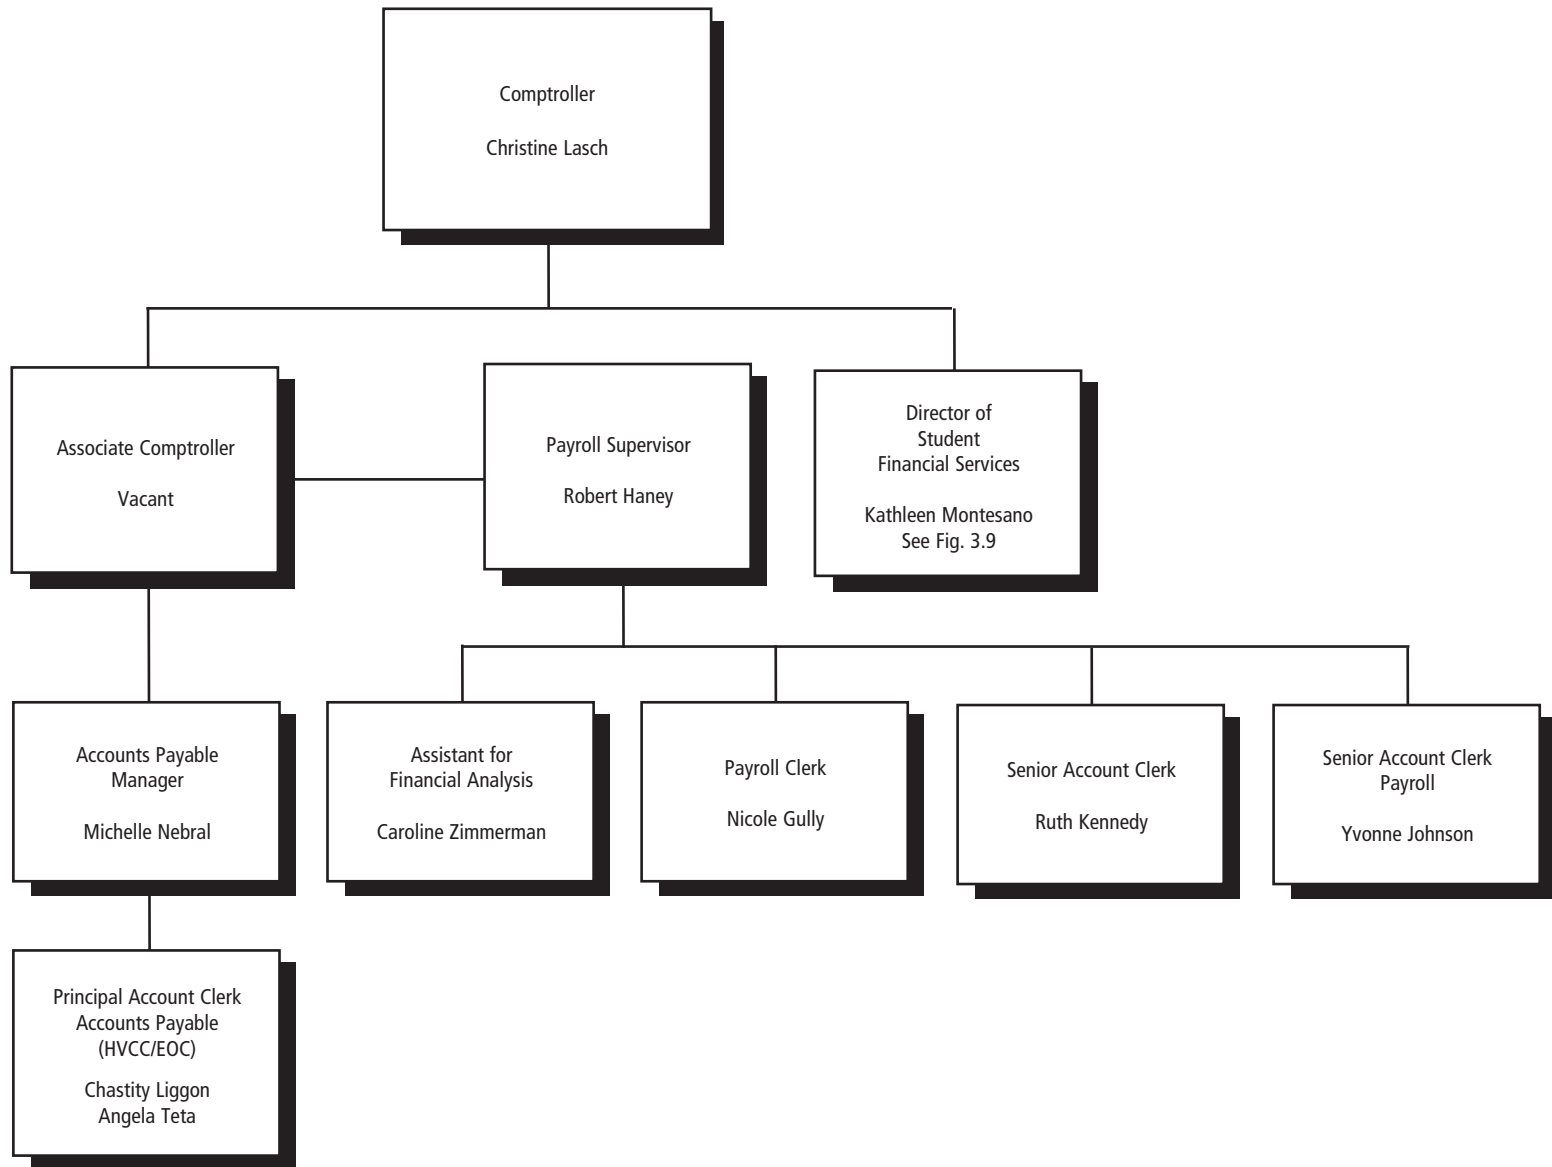 Comptroller
Christine Lasch
Associate Comptroller
Vacant
Payroll Supervisor
Robert Haney
Director of
Student
Financial Services
Kathleen Montesano
See Fig. 3.9
Accounts Payable
Manager
Michelle Nebral
Assistant for
Financial Analysis
Caroline Zimmerman
Payroll Clerk
Nicole Gully
Senior Account Clerk
Ruth Kennedy
Senior Account Clerk
Payroll
Yvonne Johnson
Principal Account Clerk
Accounts Payable
(HVCC/EOC)
Chastity Liggon
Angela Teta